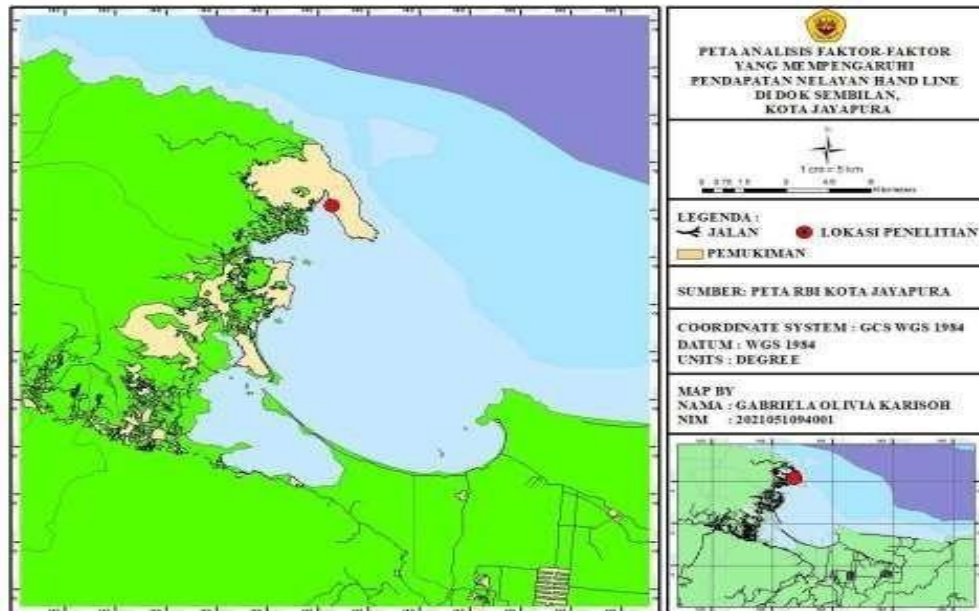 PETA ANALISIS FAKTOR-FAKTOR
YANG MEMPENGARUHI
PENDAPATAN NELAYAN HAND LINE
DI DOK SEMBILAN,
KOTA JAYAPURA
1 cm = 5 km
LEGENDA :
JALAN
LOKASI PENELITIAN
PEMUKIMAN
SUMBER: PETA RBI KOTA JAYAPURA
COORDINATE SYSTEM : GCS WGS 1984
DATUM : WGS 1984
UNITS : DEGREE
MAP BY
NAMA : GABRIELA OLIVIA KARISOH
NIM : 2021051094001